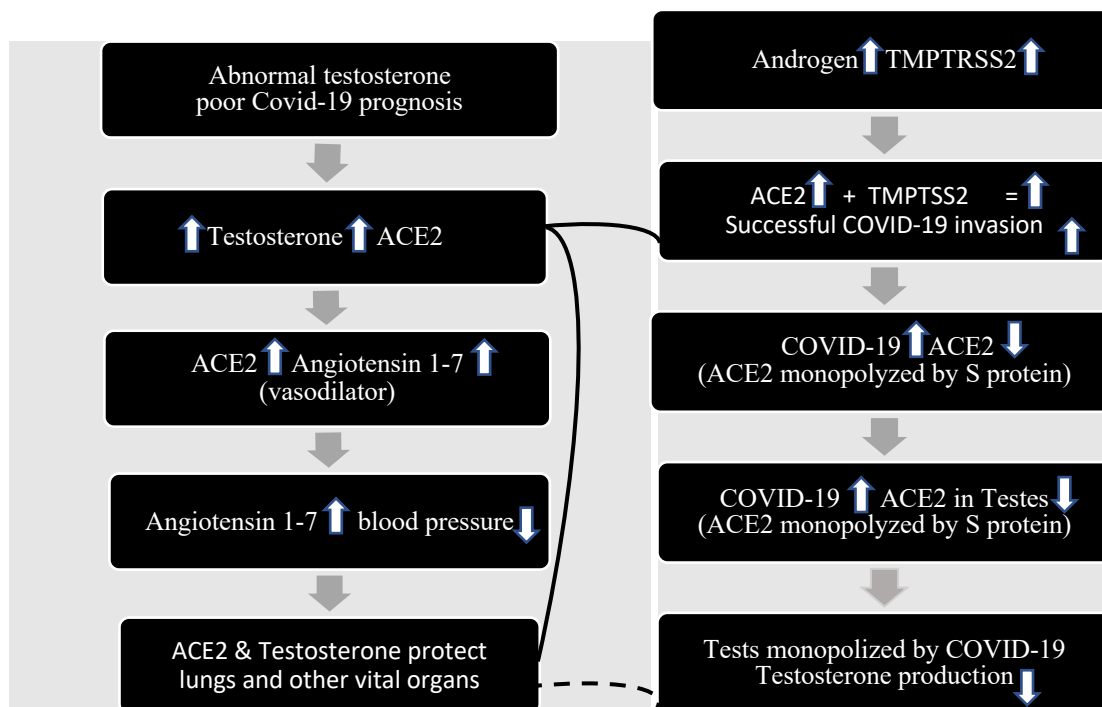 Abnormal testosterone
poor Covid-19 prognosis
Testosterone ACE2
ACE2 Angiotensin 1-7
(vasodilator)
Angiotensin 1-7 blood pressure
ACE2 & Testosterone protect
lungs and other vital organs
Androgen TMPTRSS2
ACE2 + TMPTSS2 =
Successful COVID-19 invasion
COVID-19 ACE2
(ACE2 monopolyzed by S protein)
COVID-19 ACE2 in Testes
(ACE2 monopolized by S protein)
Tests monopolized by COVID-19
Testosterone production